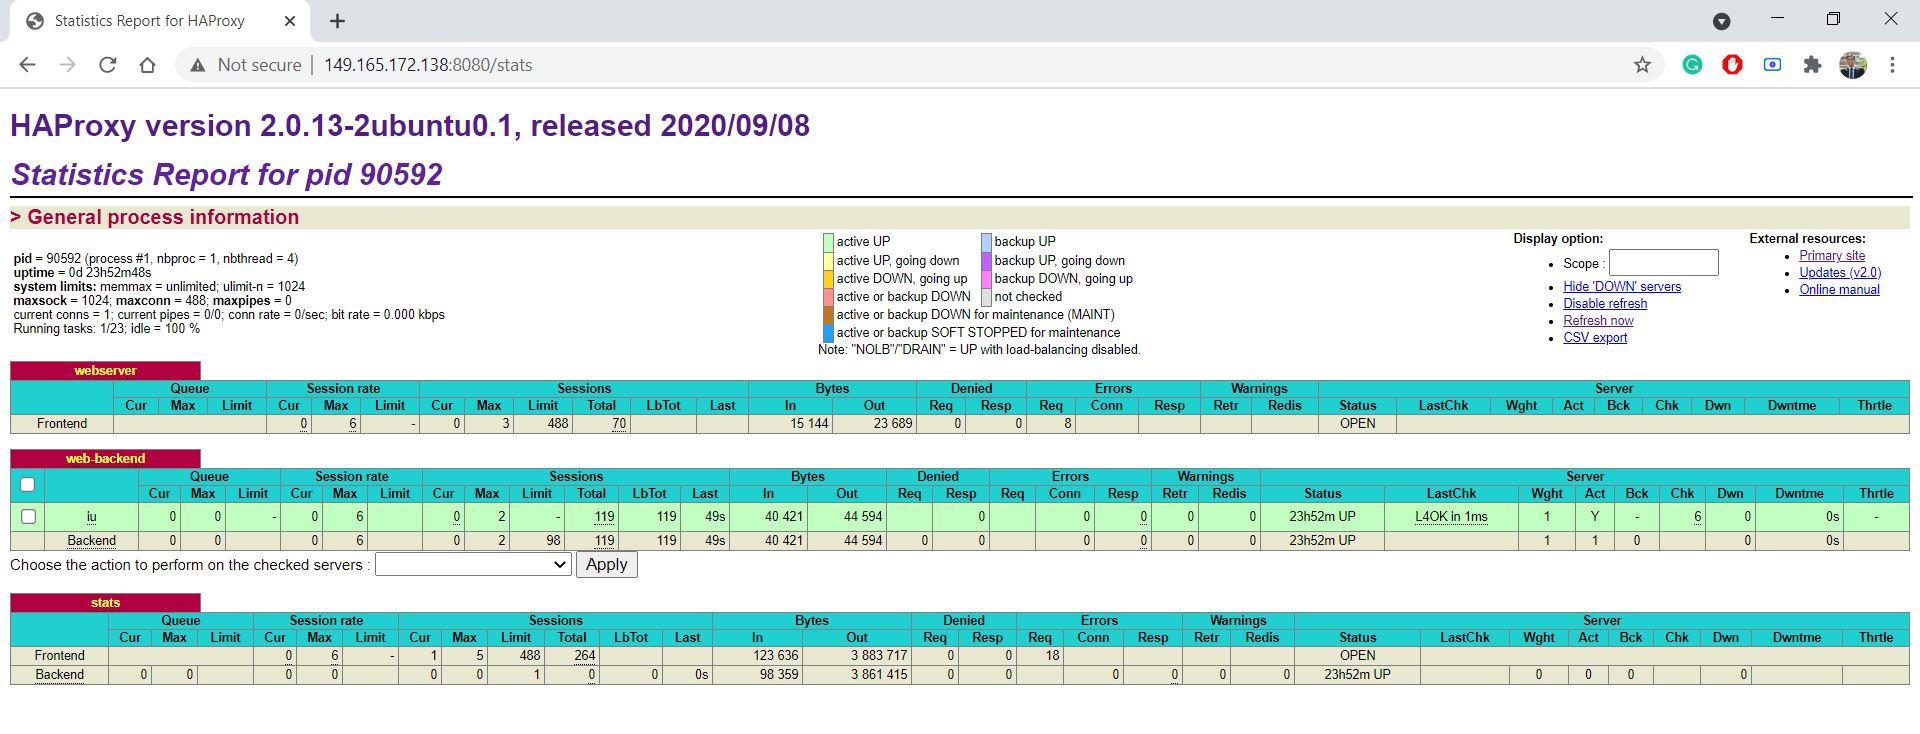 Statistics Report for HAProxy
Not secure | 149.165.172.138:8080/stats
HAProxy version 2.0.13-2ubuntu0.1, released 2020/09/08
Statistics Report for pid 90592
> General process information
pid = 90592 (process #1, nbproc = 1, nbthread = 4)
uptime = 0d 23h52m48s
system limits: memmax = unlimited; ulimit-n = 1024
maxsock = 1024; maxconn = 488; maxpipes = 0
current conns = 1; current pipes = 0/0; conn rate = 0/sec; bit rate = 0.000 kbps
Running tasks: 1/23; idle = 100 %
active UP backup UP
active UP, going down backup UP, going down
active DOWN, going up backup DOWN, going up
active or backup DOWN not checked
active or backup DOWN for maintenance (MAINT)
active or backup SOFT STOPPED for maintenance
Note: "NOLB"/"DRAIN" = UP with load-balancing disabled.
Display option:
Scope :
Hide 'DOWN' servers
Disable refresh
Refresh now
CSV export
External resources:
Primary site
Updates (v2.0)
Online manual
webserver
Queue Session rate Sessions Bytes Denied Errors Warnings Server
Cur Max Limit Cur Max Limit Cur Max Limit Total LbTot Last In Out Req Resp Req Conn Resp Retr Redis Status LastChk Wght Act Bck Chk Dwn Dwntme Thrtle
Frontend 0 6 - 0 3 488 70 15 144 23 689 0 0 8 OPEN
web-backend
Queue Session rate Sessions Bytes Denied Errors Warnings Server
Cur Max Limit Cur Max Limit Cur Max Limit Total LbTot Last In Out Req Resp Req Conn Resp Retr Redis Status LastChk Wght Act Bck Chk Dwn Dwntme Thrtle
iu 0 0 - 0 6 0 2 - 119 119 49s 40 421 44 594 0 0 0 0 0 23h52m UP L4OK in 1ms 1 Y - 6 0 0s -
Backend 0 0 0 6 0 2 98 119 119 49s 40 421 44 594 0 0 0 0 0 0 23h52m UP 1 1 0 0 0s
Choose the action to perform on the checked servers : Apply
stats
Queue Session rate Sessions Bytes Denied Errors Warnings Server
Cur Max Limit Cur Max Limit Cur Max Limit Total LbTot Last In Out Req Resp Req Conn Resp Retr Redis Status LastChk Wght Act Bck Chk Dwn Dwntme Thrtle
Frontend 0 6 - 1 5 488 264 123 636 3 883 717 0 0 18 OPEN
Backend 0 0 0 0 0 0 1 0 0 0s 98 359 3 861 415 0 0 0 0 0 0 23h52m UP 0 0 0 0